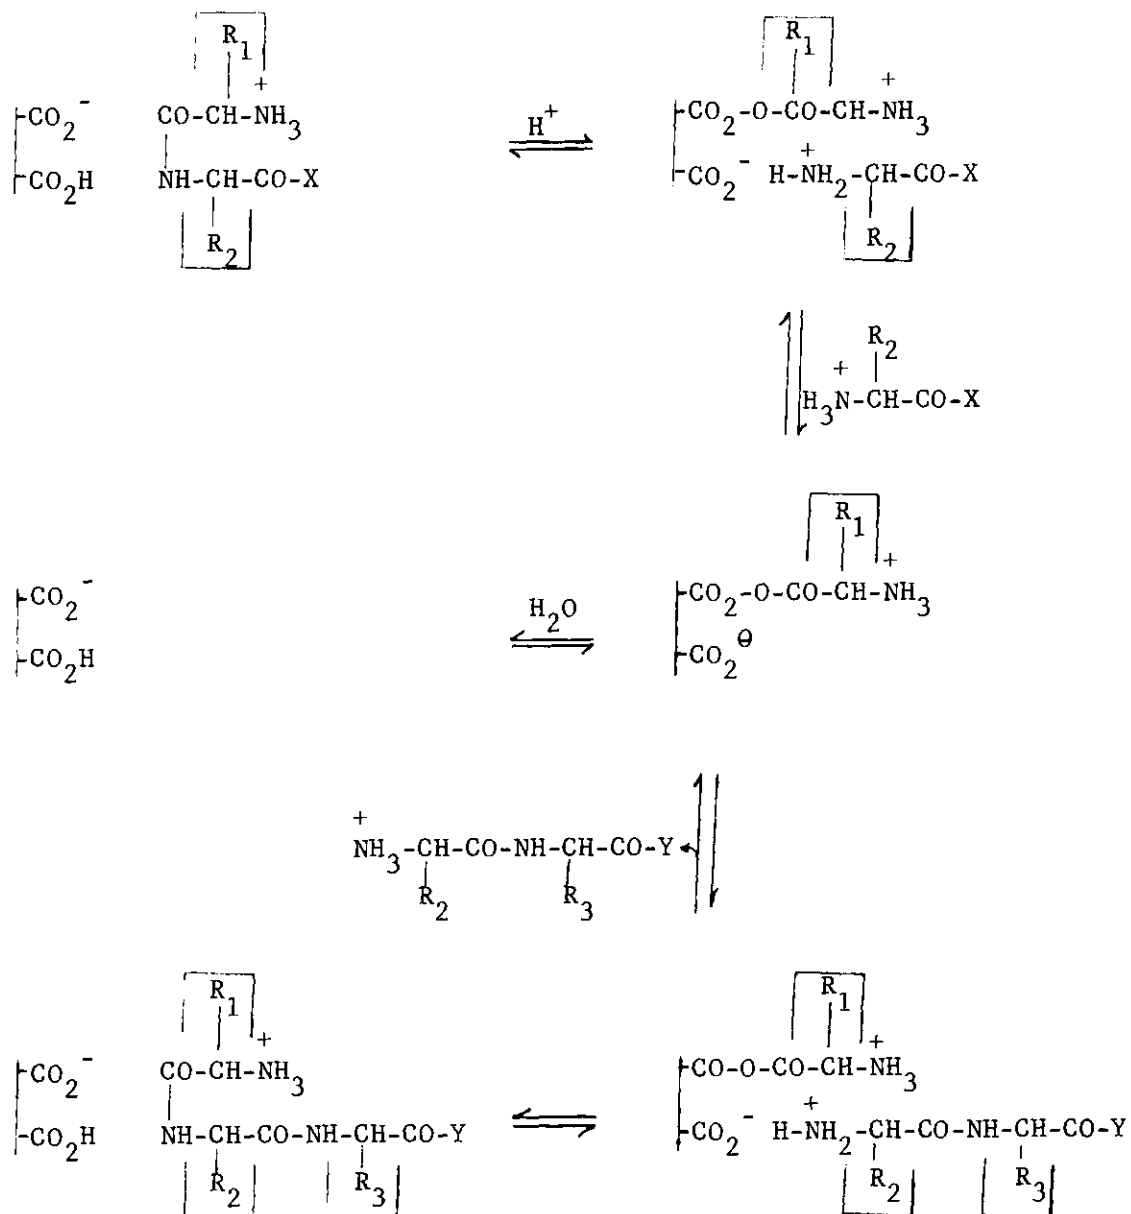 R1 R1
+ +
CO2- CO-CH-NH3 H+ CO2-O-CO-CH-NH3
+
CO2H NH-CH-CO-X CO2- H-NH2-CH-CO-X
R2 R2
R2
+
H3N-CH-CO-X
R1
+
CO2- H2O CO2-O-CO-CH-NH3
CO2H CO2⊖
+
NH3-CH-CO-NH-CH-CO-Y
R2 R3
R1 R1
+ +
CO2- CO-CH-NH3 CO-O-CO-CH-NH3
+
CO2H NH-CH-CO-NH-CH-CO-Y CO2- H-NH2-CH-CO-NH-CH-CO-Y
R2 R3 R2 R3